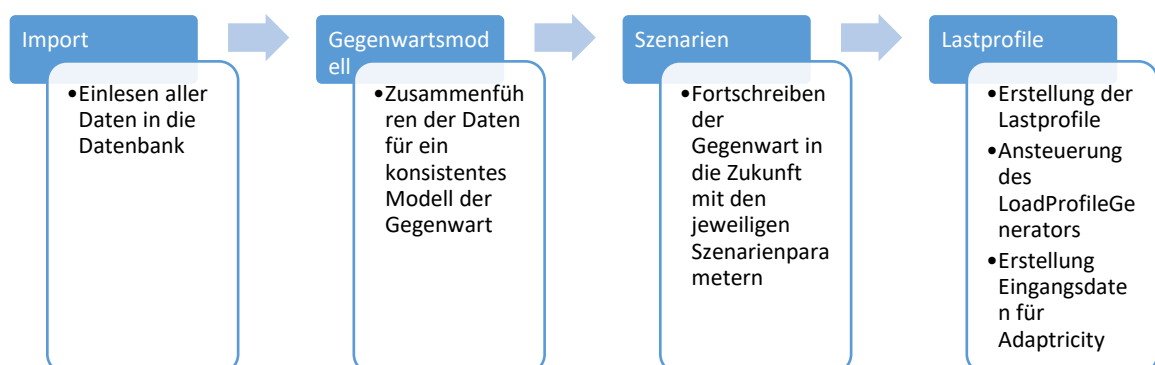 Import
•Einlesen aller
Daten in die
Datenbank
Gegenwartsmod
ell
•Zusammenfüh
ren der Daten
für ein
konsistentes
Modell der
Gegenwart
Szenarien
•Fortschreiben
der
Gegenwart in
die Zukunft
mit den
jeweiligen
Szenarienpara
metern
Lastprofile
•Erstellung der
Lastprofile
•Ansteuerung
des
LoadProfileGe
nerators
•Erstellung
Eingangsdate
n für
Adaptricity